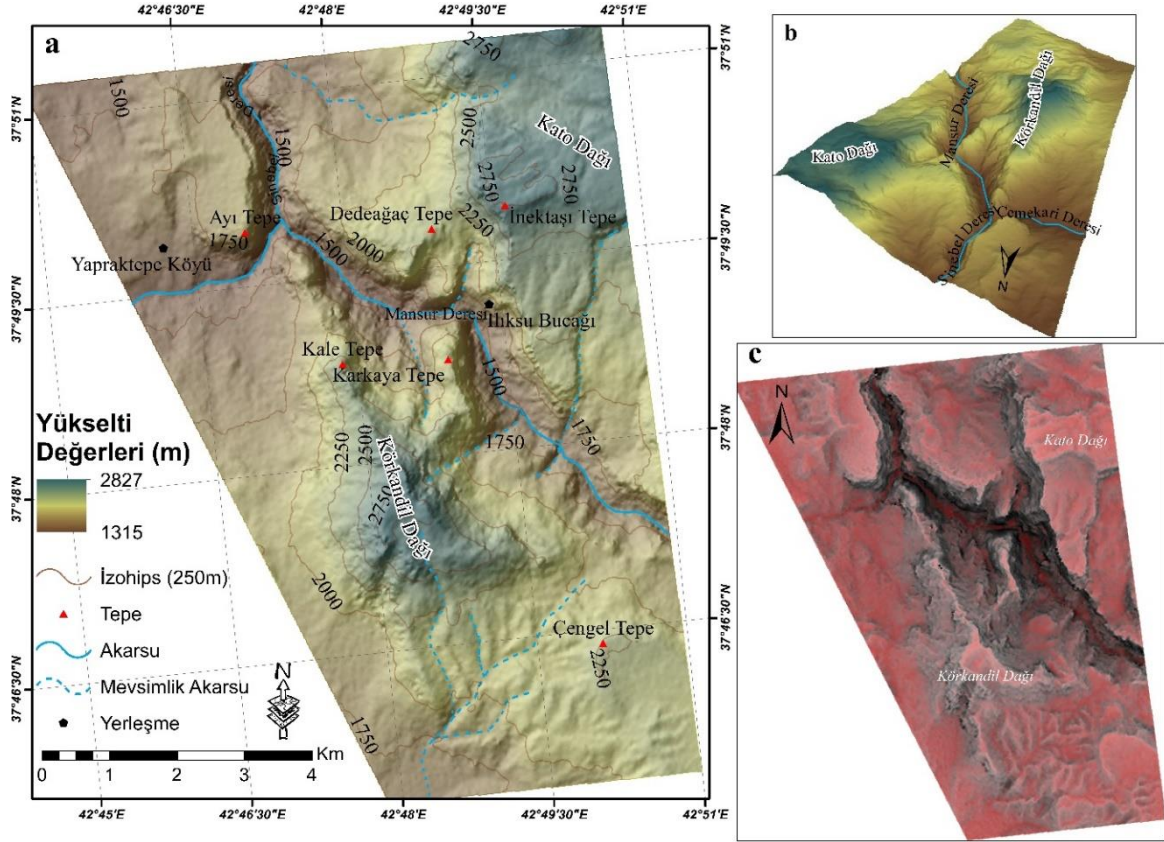 a
42°46'30"E
42°48'E
42°49'30"E
42°51'E
37°51'N
37°51'N
1500
2750
Deresi
1500
Sinebel
2500
Kato Dağı
2750
2750
İnektaşı Tepe
2250
Ayı Tepe
Dedeağaç Tepe
1750
2000
1500
Yapraktepe Köyü
37°49'30"N
37°49'30"N
Mansur Deresi
Ilıksu Bucağı
Kale Tepe
Karkaya Tepe
1500
1750
1750
2250
2500
Körkandil Dağı
2750
37°48'N
37°48'N
2000
Çengel Tepe
2250
37°46'30"N
37°46'30"N
1750
Yükselti
Değerleri (m)
2827
1315
İzohips (250m)
Tepe
Akarsu
Mevsimlik Akarsu
Yerleşme
N
Km
0 1 2 3 4
42°45'E
42°46'30"E
42°48'E
42°49'30"E
42°51'E
b
Körkandil Dağı
Kato Dağı
Mansur Deresi
Sinebel Deresi
Çemekari Deresi
N
c
N
Kato Dağı
Körkandil Dağı